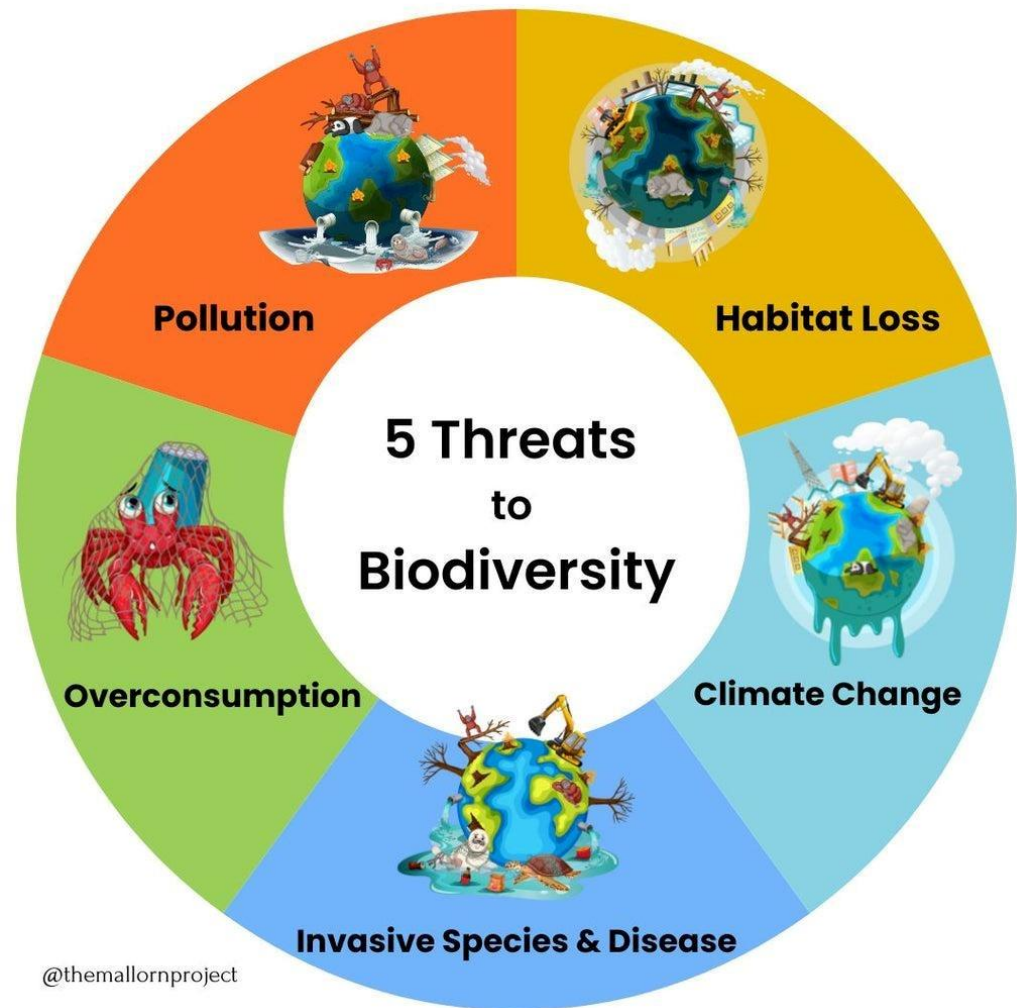 5 Threats
to
Biodiversity
Pollution
Habitat Loss
Overconsumption
Climate Change
Invasive Species & Disease
@themallornproject